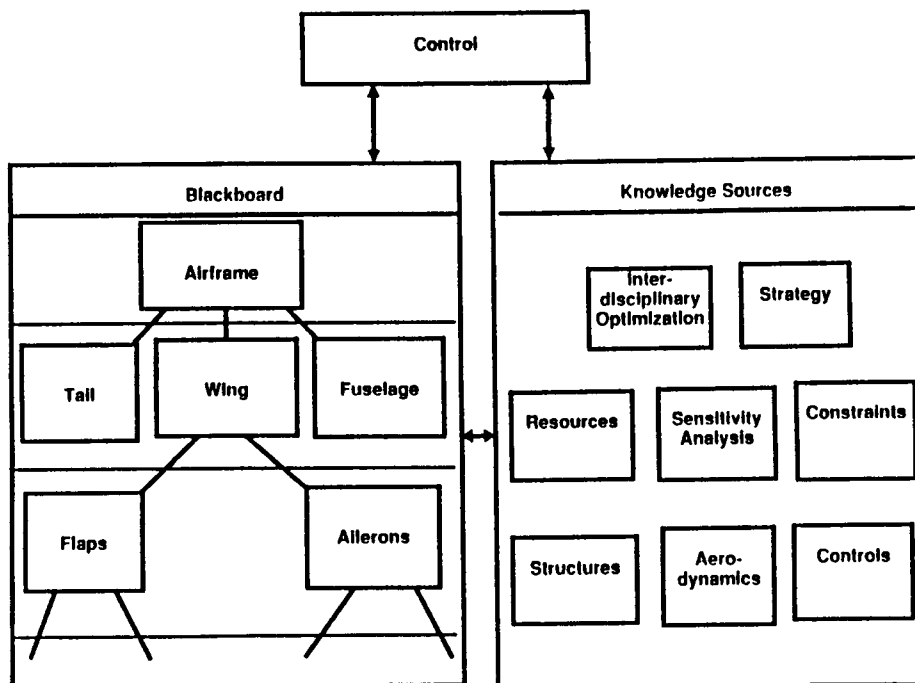 Control
Blackboard
Airframe
Tail
Wing
Fuselage
Flaps
Ailerons
Knowledge Sources
Inter-
disciplinary
Optimization
Strategy
Resources
Sensitivity
Analysis
Constraints
Structures
Aero-
dynamics
Controls